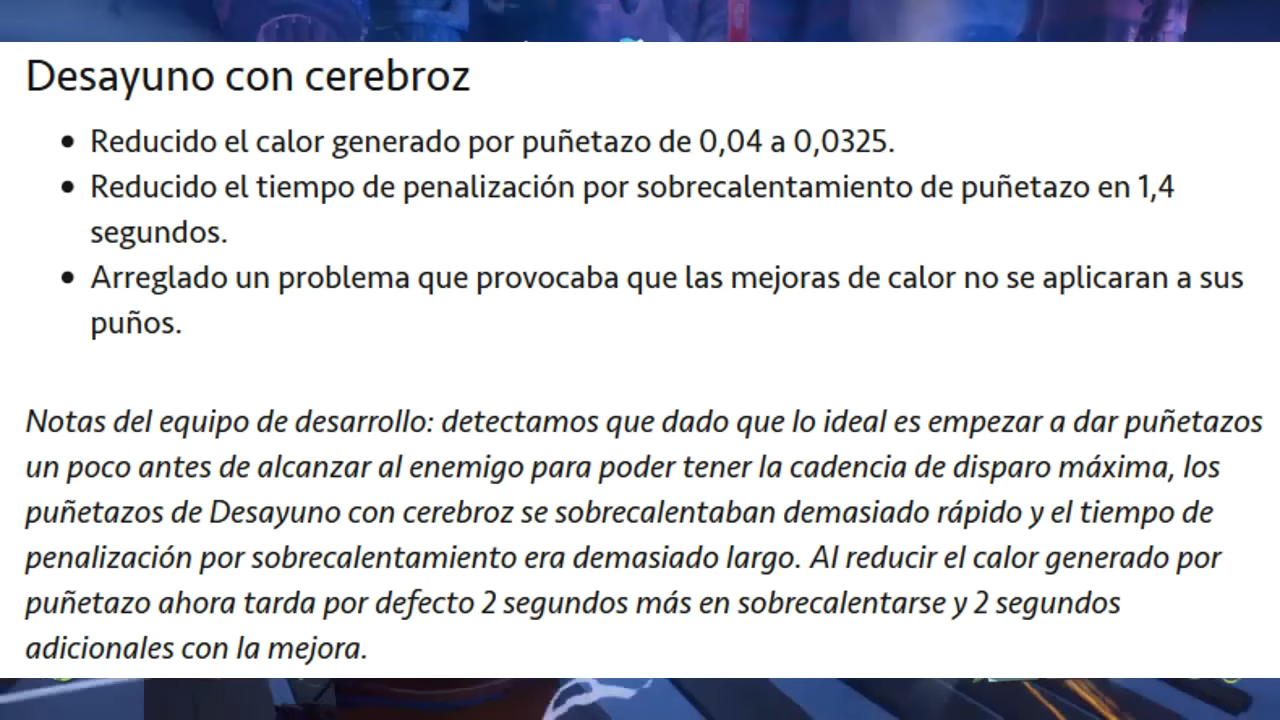 Desayuno con cerebroz
• Reducido el calor generado por puñetazo de 0,04 a 0,0325.
• Reducido el tiempo de penalización por sobrecalentamiento de puñetazo en 1,4
segundos.
• Arreglado un problema que provocaba que las mejoras de calor no se aplicaran a sus
puños.
Notas del equipo de desarrollo: detectamos que dado que lo ideal es empezar a dar puñetazos
un poco antes de alcanzar al enemigo para poder tener la cadencia de disparo máxima, los
puñetazos de Desayuno con cerebroz se sobrecalentaban demasiado rápido y el tiempo de
penalización por sobrecalentamiento era demasiado largo. Al reducir el calor generado por
puñetazo ahora tarda por defecto 2 segundos más en sobrecalentarse y 2 segundos
adicionales con la mejora.